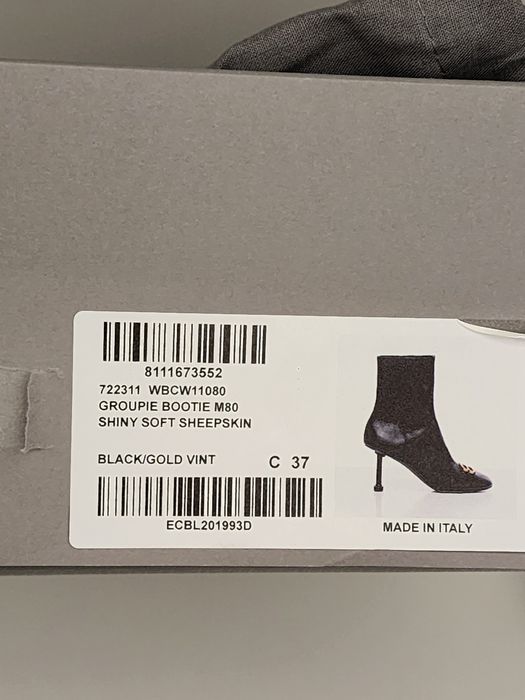 8111673552
722311 WBCW11080
GROUPIE BOOTIE M80
SHINY SOFT SHEEPSKIN
BLACK/GOLD VINT C 37
ECBL201993D
MADE IN ITALY